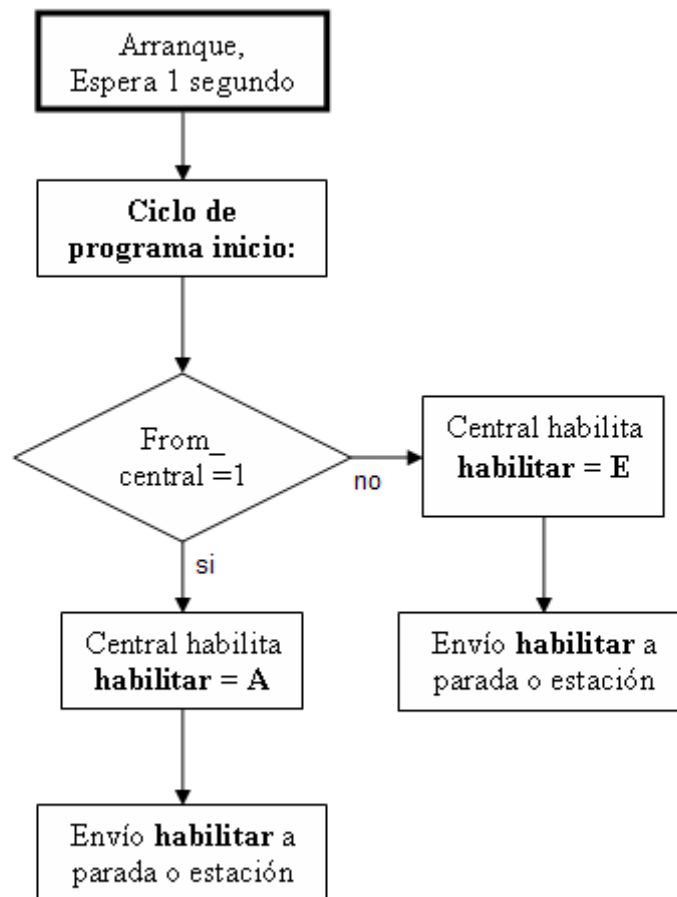 Arranque,
Espera 1 segundo
Ciclo de
programa inicio:
From_
central =1
no
si
Central habilita
habilitar = E
Envío habilitar a
parada o estación
Central habilita
habilitar = A
Envío habilitar a
parada o estación